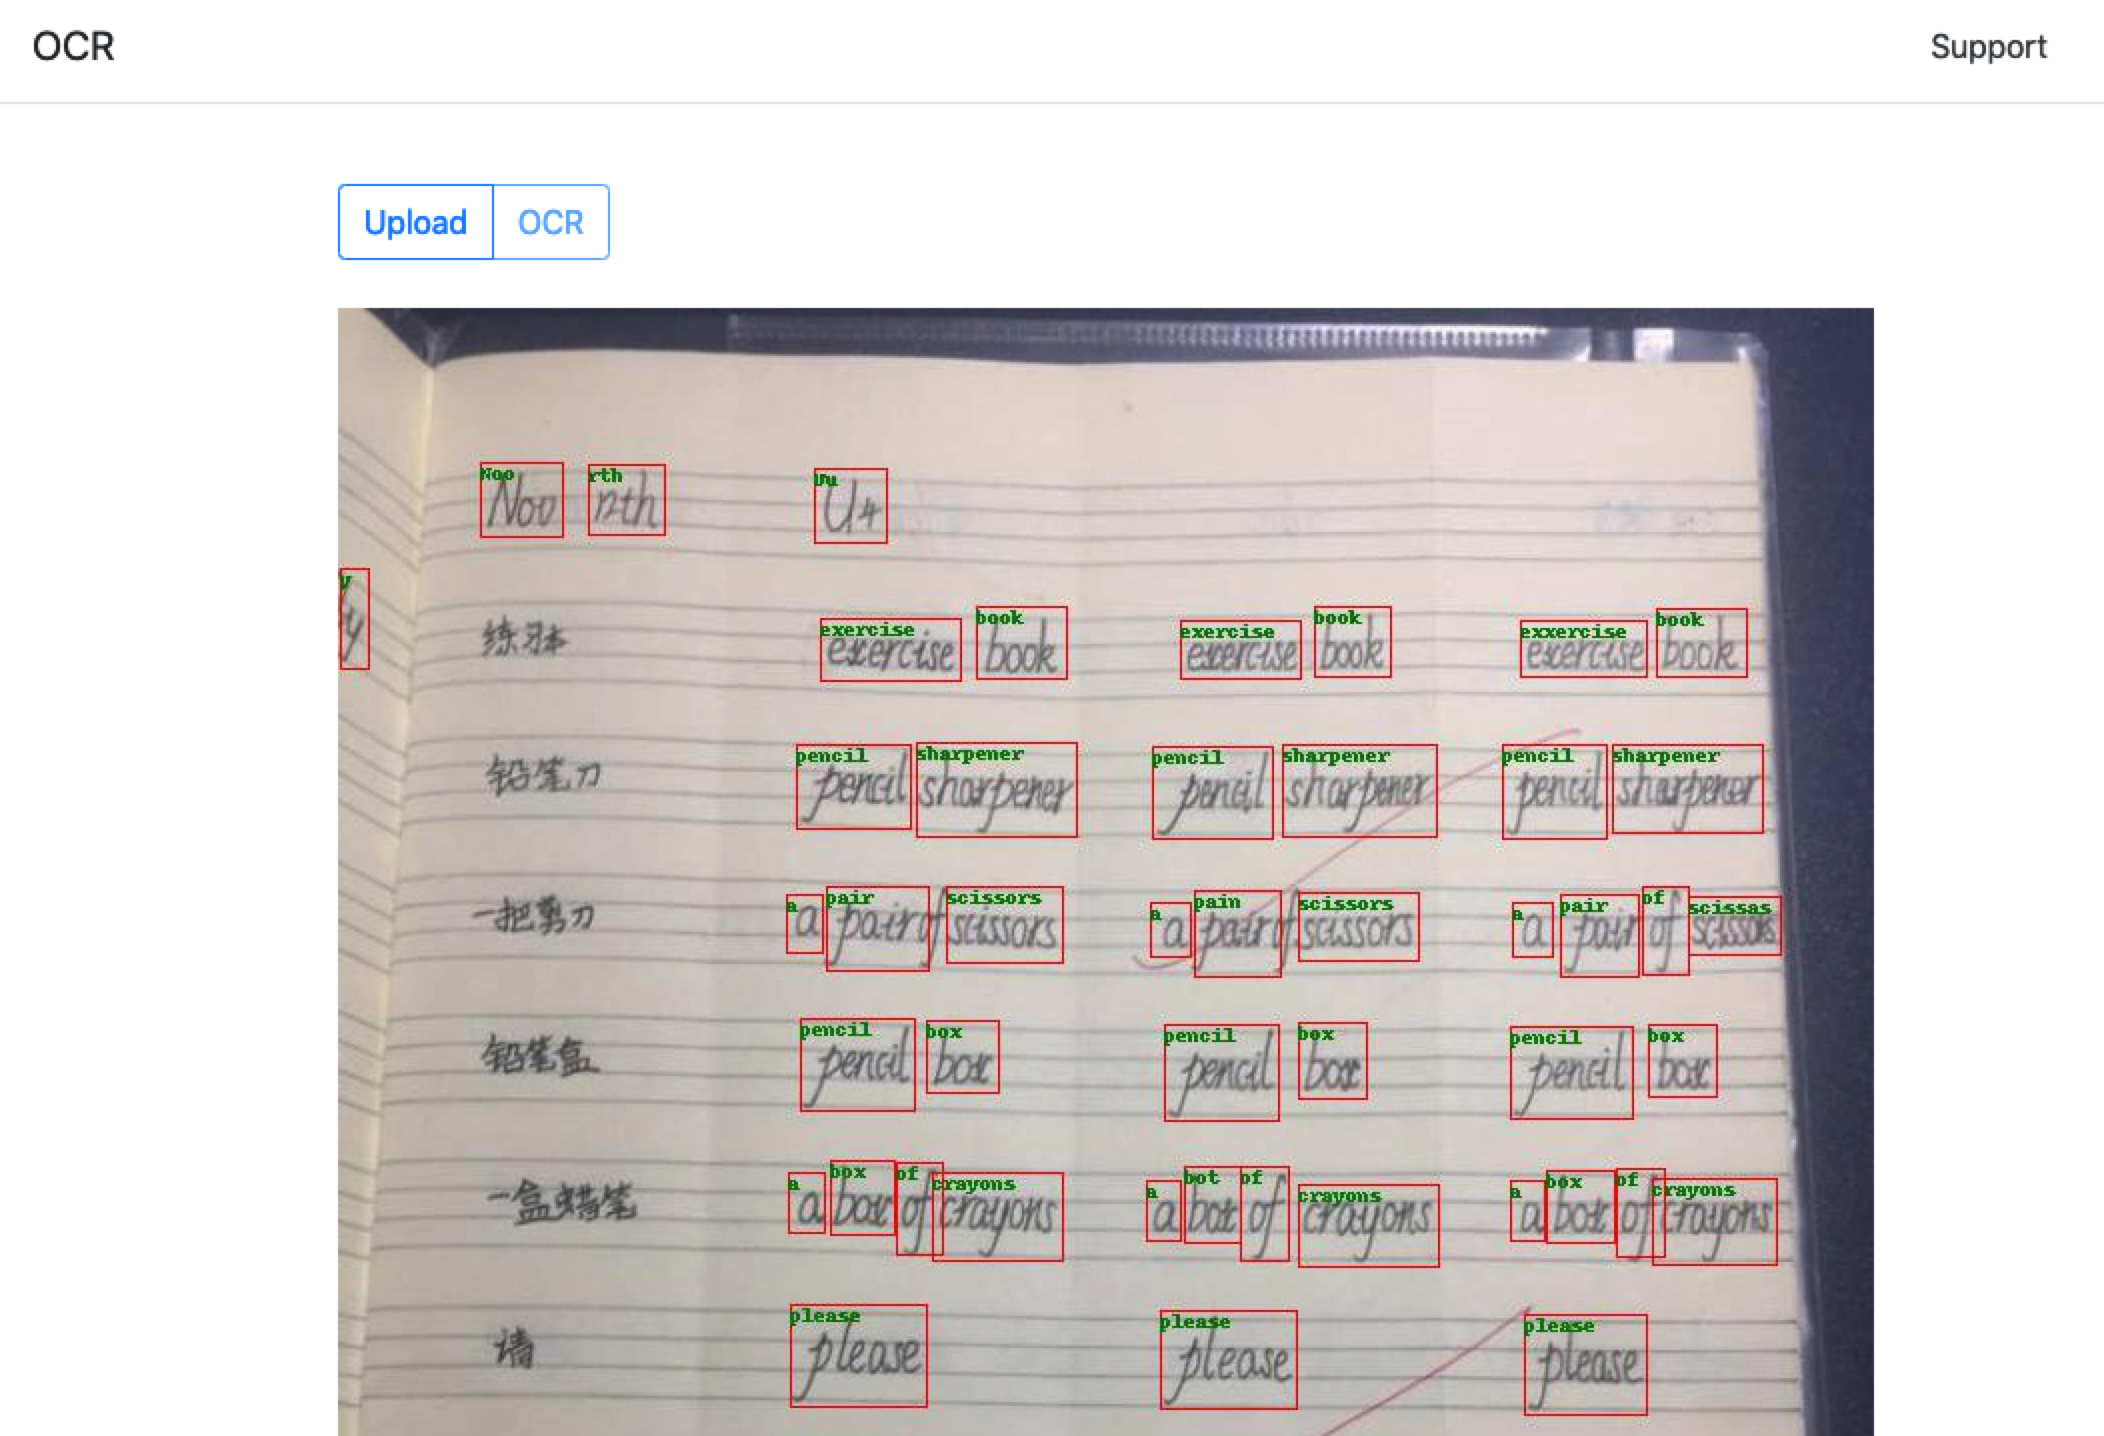 OCR Support
Upload OCR
Noo rth Uu
Nov 12th U4
y
exercise book exercise book exxercise book
练习本 exercise book exercise book exercise book
pencil sharpener pencil sharpener pencil sharpener
铅笔刀 pencil sharpener pencil sharpener pencil sharpener
a pair scissors a pain scissors a pair of scissas
一把剪刀 a pair of scissors a pair of scissors a pair of scissors
pencil box pencil box pencil box
铅笔盒 pencil box pencil box pencil box
a box of crayons a bot of crayons a box of crayons
一盒蜡笔 a box of crayons a box of crayons a box of crayons
please please please
请 please please please